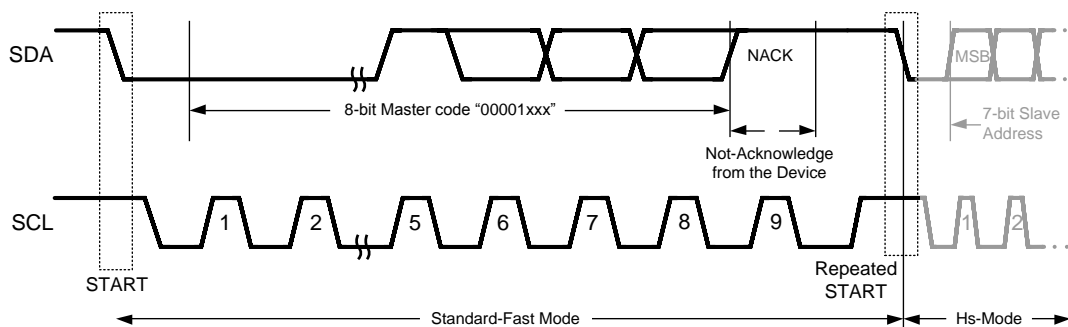 SDA
NACK
MSB
8-bit Master code “00001xxx”
7-bit Slave
Address
Not-Acknowledge
from the Device
SCL
1
2
5
6
7
8
9
1
2
START
Repeated
START
Standard-Fast Mode
Hs-Mode